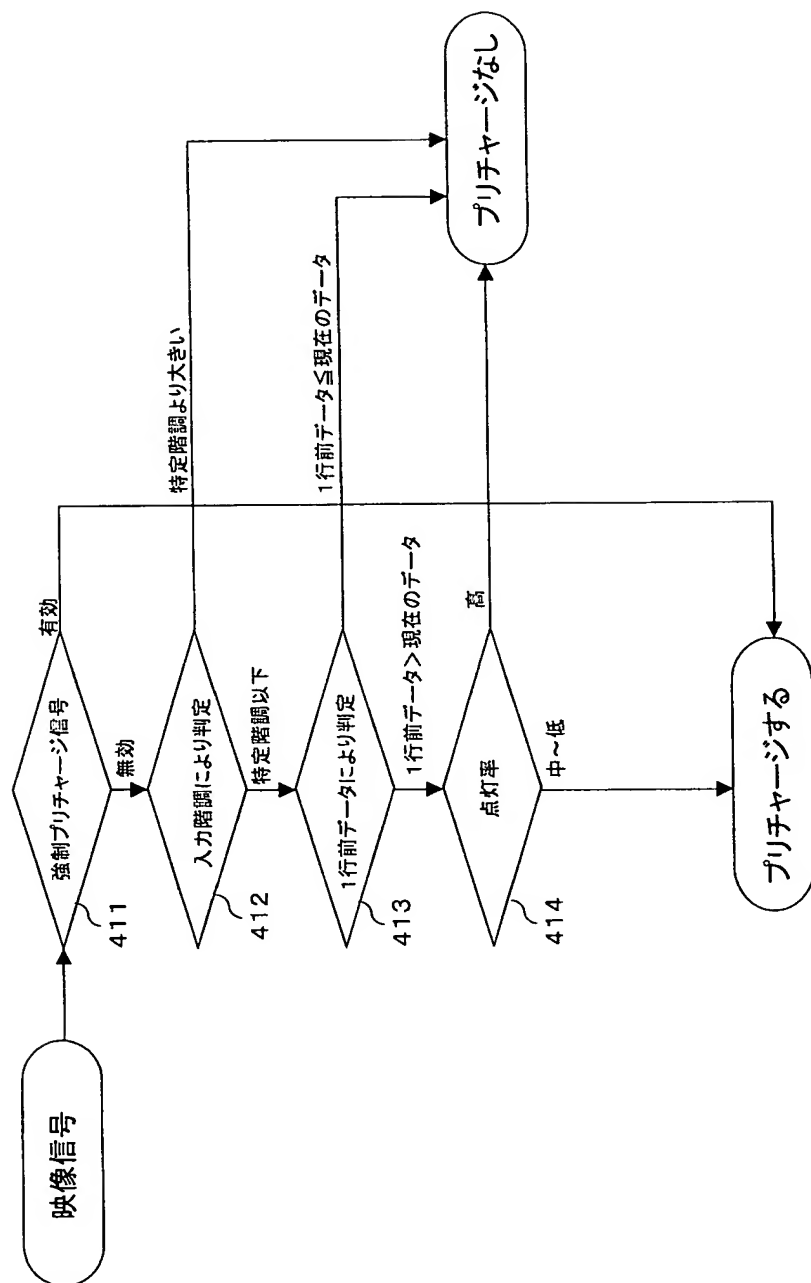 映像信号
強制プリチャージ信号
411
有効
無効
入力階調により判定
412
特定階調より大きい
特定階調以下
1行前データにより判定
413
1行前データ≦現在のデータ
1行前データ>現在のデータ
点灯率
414
高
中~低
プリチャージなし
プリチャージする